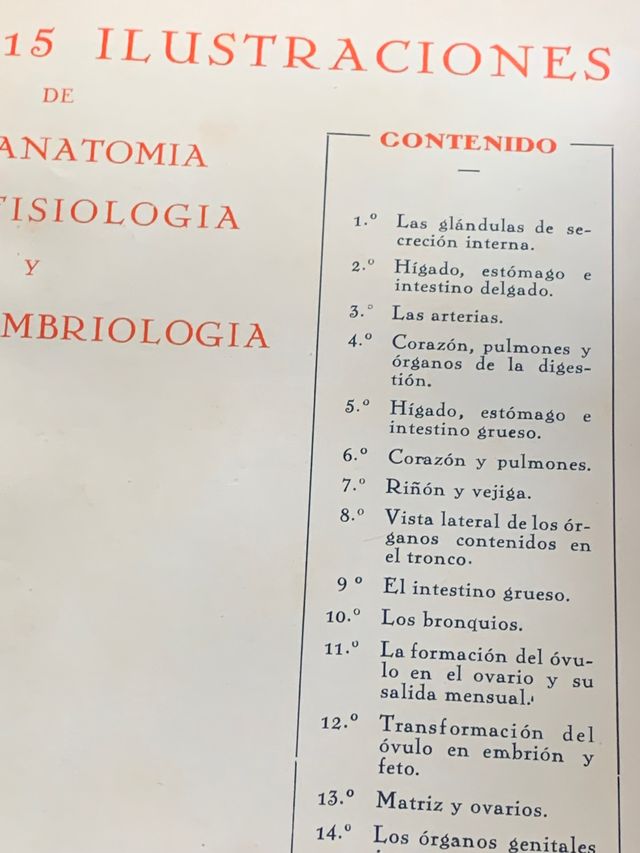 15 ILUSTRACIONES
DE
ANATOMIA
FISIOLOGIA
Y
MBRIOLOGIA
CONTENIDO
1.º Las glándulas de se-
creción interna.
2.º Hígado, estómago e
intestino delgado.
3.º Las arterias.
4.º Corazón, pulmones y
órganos de la diges-
tión.
5.º Hígado, estómago e
intestino grueso.
6.º Corazón y pulmones.
7.º Riñón y vejiga.
8.º Vista lateral de los ór-
ganos contenidos en
el tronco.
9º El intestino grueso.
10.º Los bronquios.
11.º La formación del óvu-
lo en el ovario y su
salida mensual.
12.º Transformación del
óvulo en embrión y
feto.
13.º Matriz y ovarios.
14.º Los órganos genitales